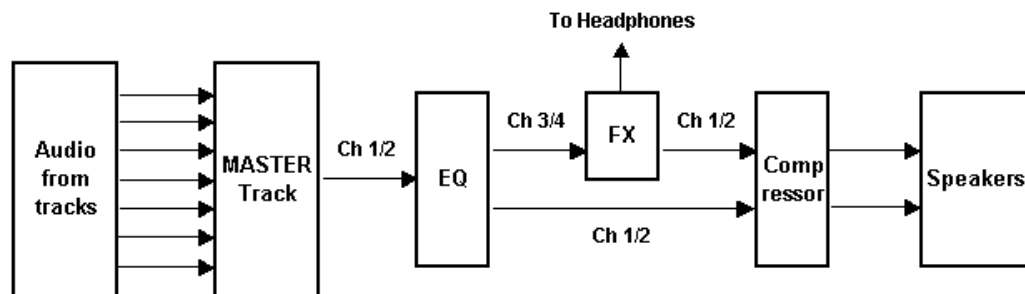 To Headphones
Audio
from
tracks
MASTER
Track
Ch 1/2
EQ
Ch 3/4
FX
Ch 1/2
Ch 1/2
Comp
ressor
Speakers